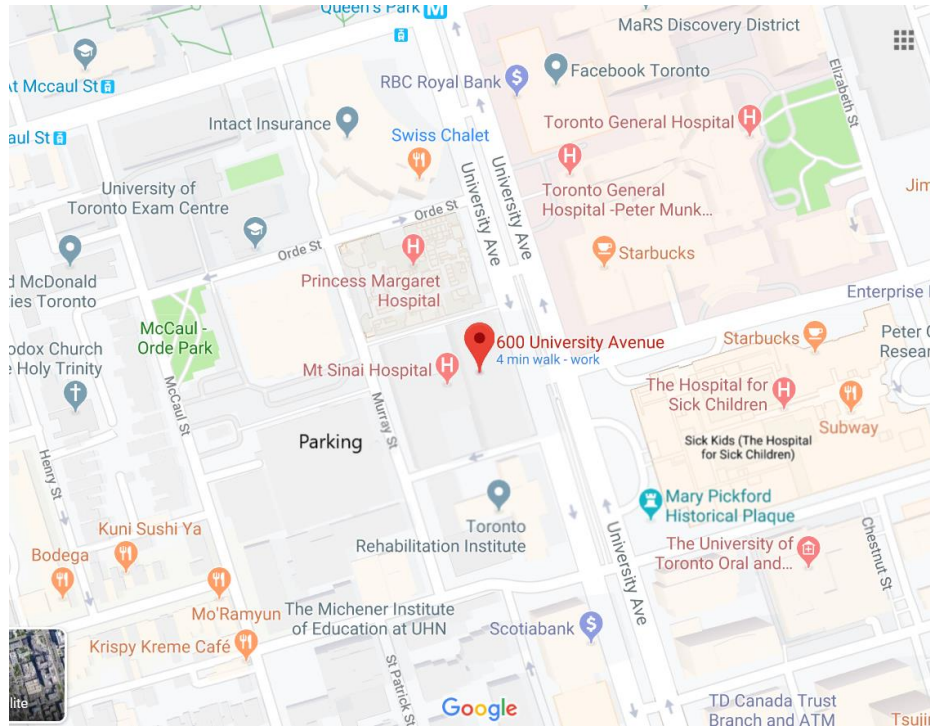 Queen's Park M
MaRS Discovery District
At Mccaul St
RBC Royal Bank
Facebook Toronto
Elizabeth St
Intact Insurance
Toronto General Hospital
aul St
Swiss Chalet
University Ave
University Ave
University of
Toronto Exam Centre
Toronto General
Hospital -Peter Munk...
Jim
Orde St
Orde St
Starbucks
d McDonald
ies Toronto
Princess Margaret
Hospital
Enterprise
McCaul -
Orde Park
600 University Avenue
4 min walk - work
Starbucks
Peter
Resear
odox Church
Holy Trinity
Mt Sinai Hospital
The Hospital for
Sick Children
McCaul St
Murray St
Subway
Parking
Sick Kids (The Hospital
for Sick Children)
Henry St
Mary Pickford
Historical Plaque
Toronto
Rehabilitation Institute
Kuni Sushi Ya
Bodega
University Ave
The University of
Toronto Oral and...
Chestnut St
Mo'Ramyun
The Michener Institute
of Education at UHN
Scotiabank
Krispy Kreme Café
St Patrick St
lite
Google
TD Canada Trust
Branch and ATM
Tsuji